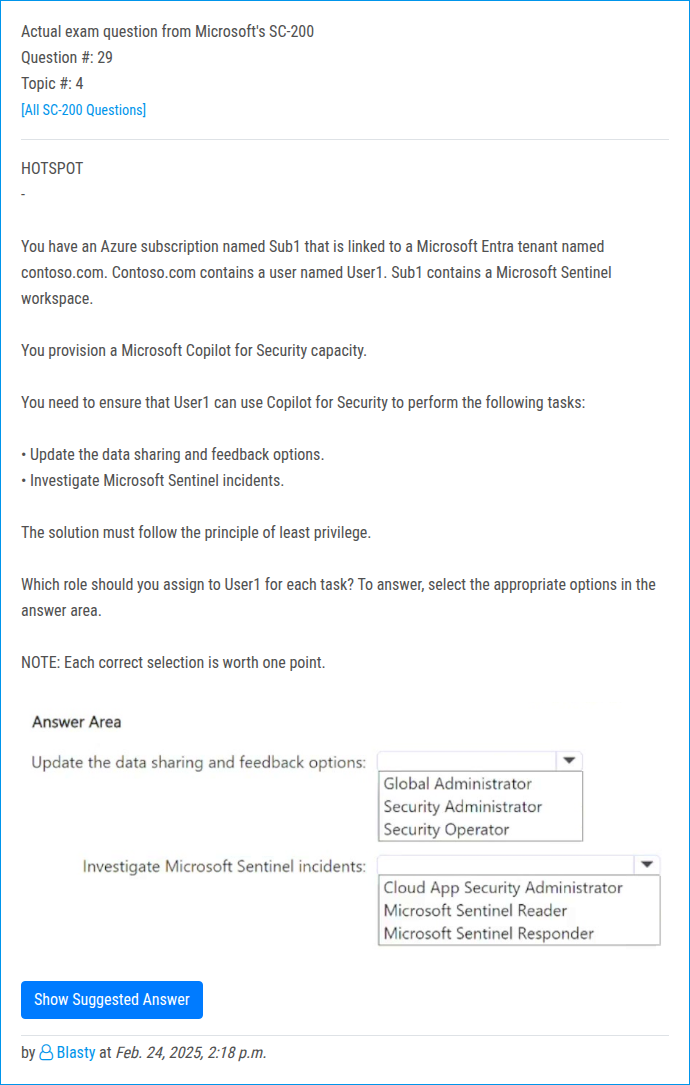 Actual exam question from Microsoft's SC-200
Question #: 29
Topic #: 4
[All SC-200 Questions]
HOTSPOT
-
You have an Azure subscription named Sub1 that is linked to a Microsoft Entra tenant named
contoso.com. Contoso.com contains a user named User1. Sub1 contains a Microsoft Sentinel
workspace.
You provision a Microsoft Copilot for Security capacity.
You need to ensure that User1 can use Copilot for Security to perform the following tasks:
• Update the data sharing and feedback options.
• Investigate Microsoft Sentinel incidents.
The solution must follow the principle of least privilege.
Which role should you assign to User1 for each task? To answer, select the appropriate options in the
answer area.
NOTE: Each correct selection is worth one point.
Answer Area
Update the data sharing and feedback options:
Global Administrator
Security Administrator
Security Operator
Investigate Microsoft Sentinel incidents:
Cloud App Security Administrator
Microsoft Sentinel Reader
Microsoft Sentinel Responder
Show Suggested Answer
by Blasty at Feb. 24, 2025, 2:18 p.m.